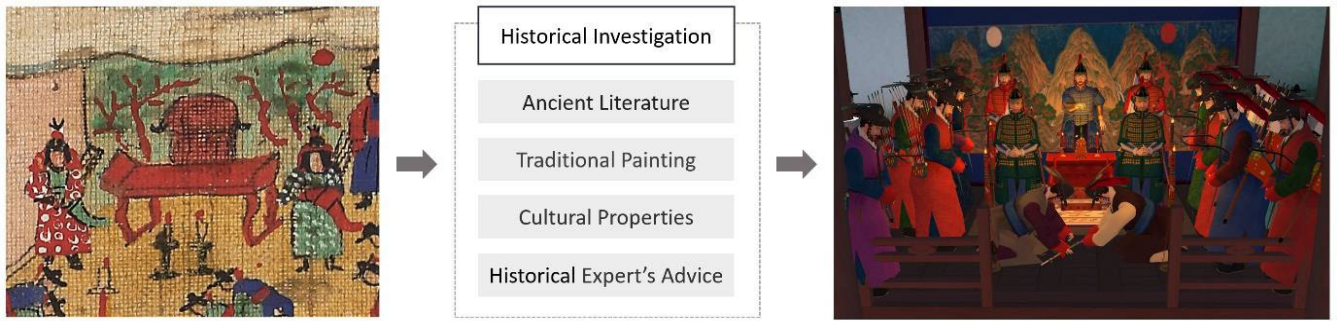 Historical Investigation
Ancient Literature
Traditional Painting
Cultural Properties
Historical Expert's Advice